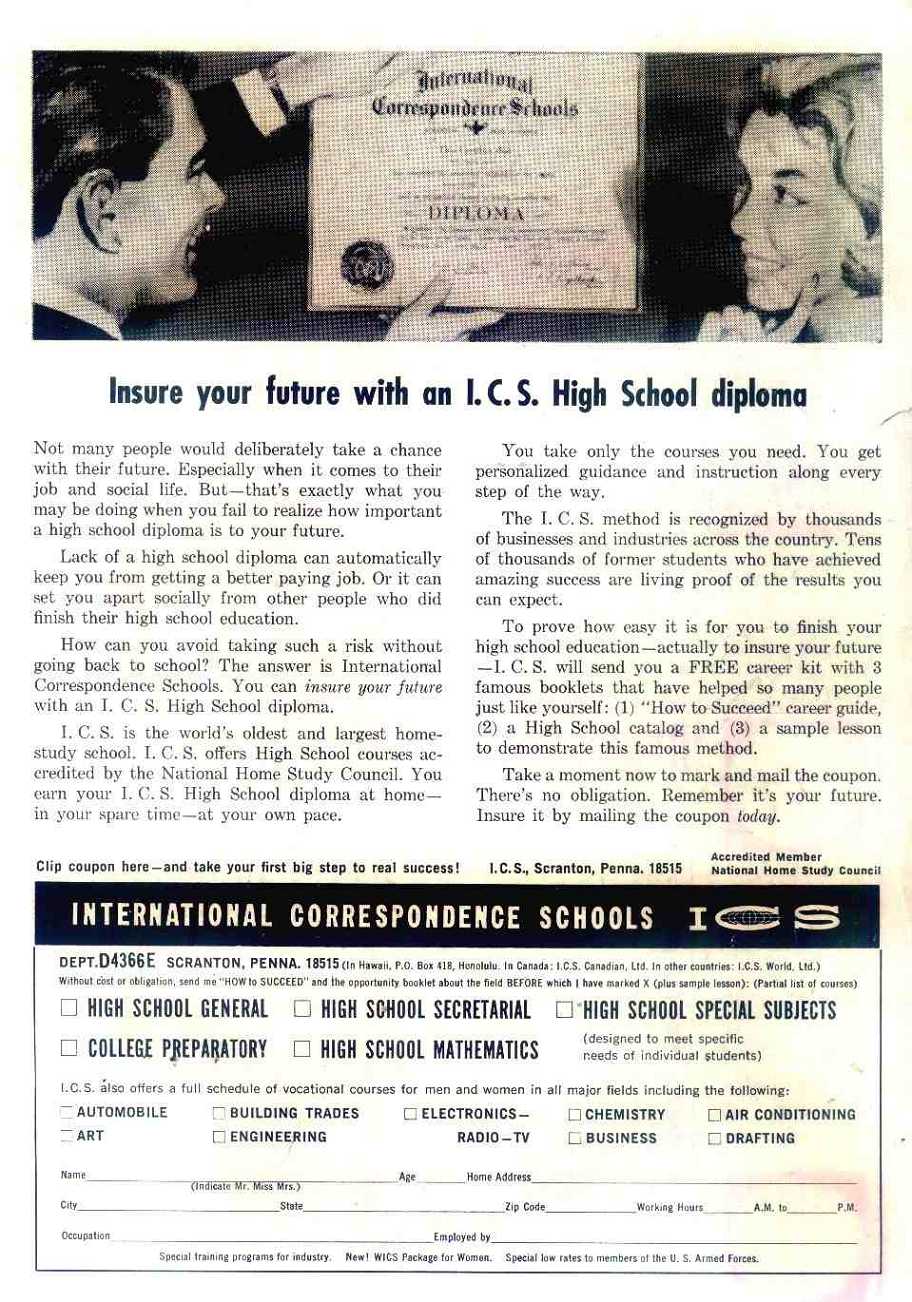 International
Correspondence Schools
DIPLOMA
Insure your future with an I.C.S. High School diploma
Not many people would deliberately take a chance
with their future. Especially when it comes to their
job and social life. But—that's exactly what you
may be doing when you fail to realize how important
a high school diploma is to your future.
Lack of a high school diploma can automatically
keep you from getting a better paying job. Or it can
set you apart socially from other people who did
finish their high school education.
How can you avoid taking such a risk without
going back to school? The answer is International
Correspondence Schools. You can insure your future
with an I. C. S. High School diploma.
I. C. S. is the world's oldest and largest home-
study school. I. C. S. offers High School courses ac-
credited by the National Home Study Council. You
earn your I. C. S. High School diploma at home—
in your spare time—at your own pace.
You take only the courses you need. You get
personalized guidance and instruction along every
step of the way.
The I. C. S. method is recognized by thousands
of businesses and industries across the country. Tens
of thousands of former students who have achieved
amazing success are living proof of the results you
can expect.
To prove how easy it is for you to finish your
high school education—actually to insure your future
—I. C. S. will send you a FREE career kit with 3
famous booklets that have helped so many people
just like yourself: (1) "How to Succeed" career guide,
(2) a High School catalog and (3) a sample lesson
to demonstrate this famous method.
Take a moment now to mark and mail the coupon.
There's no obligation. Remember it's your future.
Insure it by mailing the coupon today.
Clip coupon here—and take your first big step to real success! I.C.S., Scranton, Penna. 18515
Accredited Member
National Home Study Council
INTERNATIONAL CORRESPONDENCE SCHOOLS ICS
DEPT.D4366E SCRANTON, PENNA. 18515 (In Hawaii, P.O. Box 418, Honolulu. In Canada: I.C.S. Canadian, Ltd. In other countries: I.C.S. World, Ltd.)
Without cost or obligation, send me "HOW to SUCCEED" and the opportunity booklet about the field BEFORE which I have marked X (plus sample lesson): (Partial list of courses)
HIGH SCHOOL GENERAL HIGH SCHOOL SECRETARIAL HIGH SCHOOL SPECIAL SUBJECTS
COLLEGE PREPARATORY HIGH SCHOOL MATHEMATICS
(designed to meet specific
needs of individual students)
I.C.S. also offers a full schedule of vocational courses for men and women in all major fields including the following:
AUTOMOBILE BUILDING TRADES ELECTRONICS— CHEMISTRY AIR CONDITIONING
ART ENGINEERING RADIO—TV BUSINESS DRAFTING
Name Age Home Address
(Indicate Mr. Miss Mrs.)
City State Zip Code Working Hours A.M. to P.M.
Occupation Employed by
Special training programs for industry. New! WICS Package for Women. Special low rates to members of the U. S. Armed Forces.